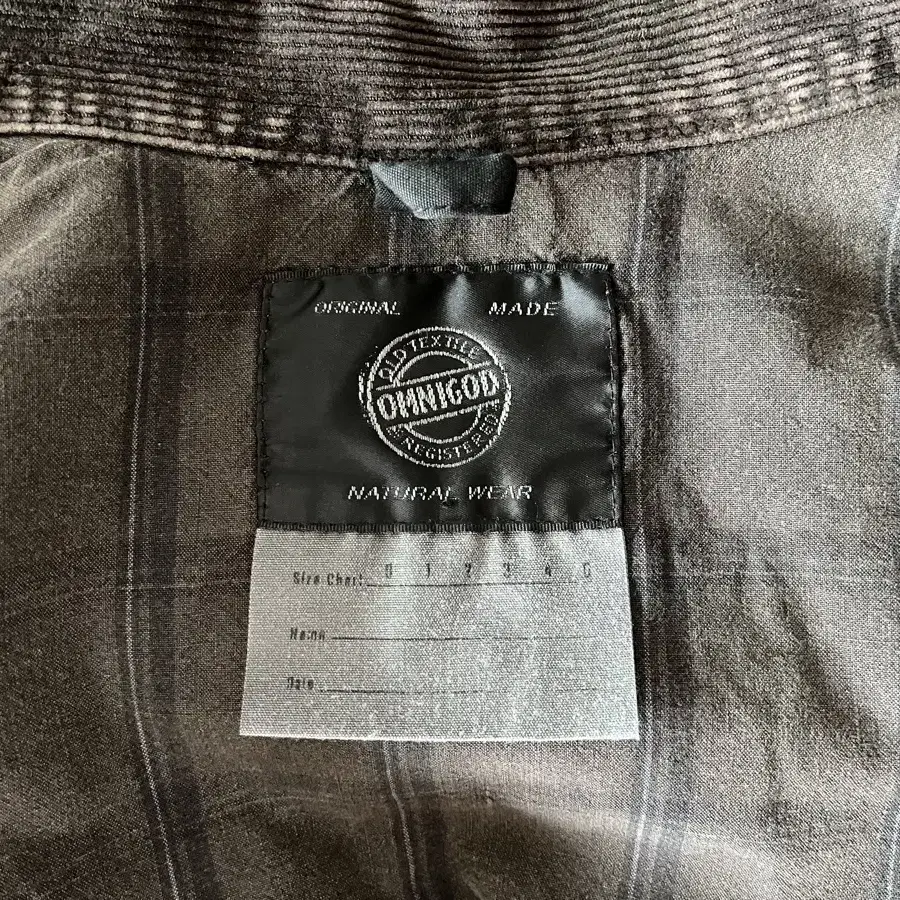 ORIGINAL MADE
OLD TEXTILE
OMNIGOD
REGISTERED
NATURAL WEAR
Size Chart 0 1 2 3 4 5
Name
Date